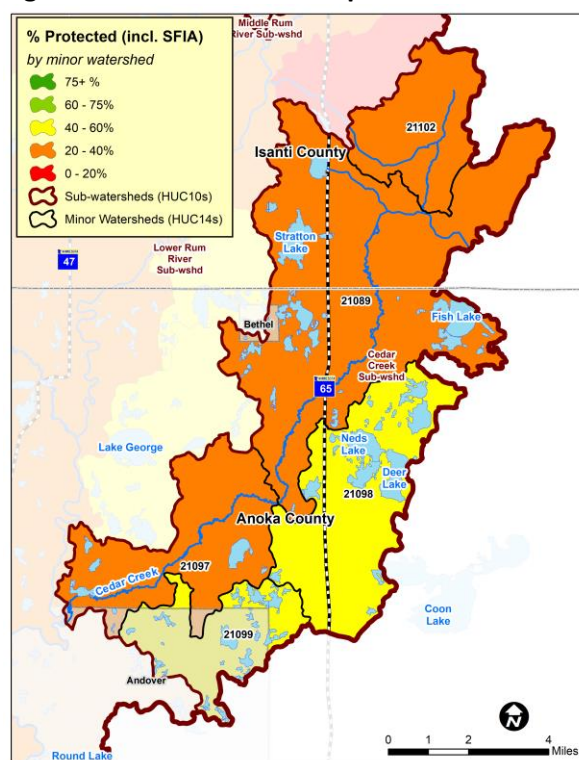 % Protected (incl. SFIA)
by minor watershed
75+ %
60 - 75%
40 - 60%
20 - 40%
0 - 20%
Sub-watersheds (HUC10s)
Minor Watersheds (HUC14s)
Middle Rum
River Sub-wshd
21102
Isanti County
Stratton
Lake
Lower Rum
River
Sub-wshd
47
Bethel
21089
Fish Lake
Cedar
Creek
Sub-wshd
65
Lake George
Neds
Lake
Deer
Lake
21098
Anoka County
21097
Cedar Creek
Coon
Lake
21099
Andover
Round Lake
N
0 1 2 4
Miles